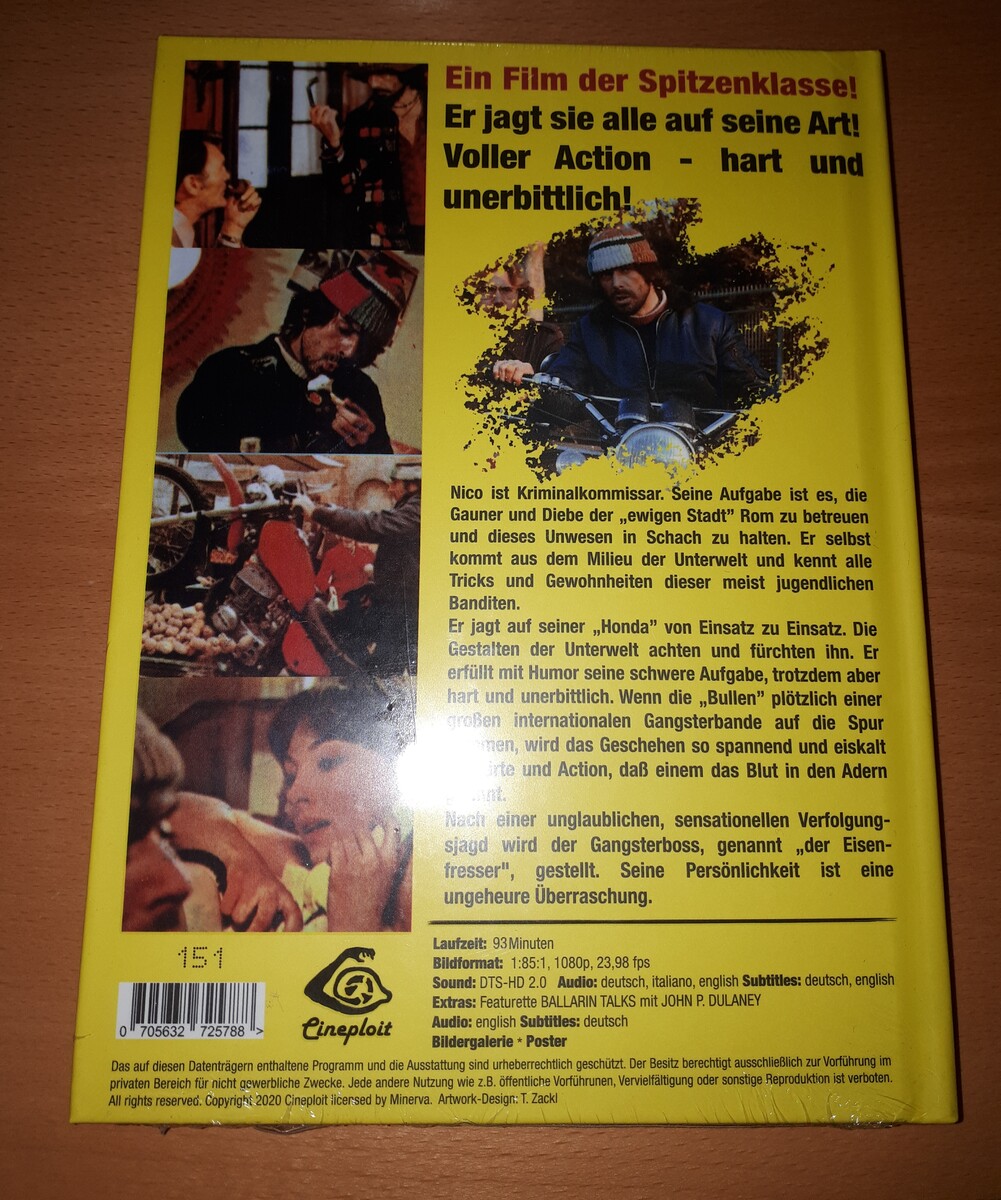 Ein Film der Spitzenklasse!
Er jagt sie alle auf seine Art!
Voller Action - hart und
unerbittlich!
Nico ist Kriminalkommissar. Seine Aufgabe ist es, die
Gauner und Diebe der „ewigen Stadt” Rom zu betreuen
und dieses Unwesen in Schach zu halten. Er selbst
kommt aus dem Milieu der Unterwelt und kennt alle
Tricks und Gewohnheiten dieser meist jugendlichen
Banditen.
Er jagt auf seiner „Honda” von Einsatz zu Einsatz. Die
Gestalten der Unterwelt achten und fürchten ihn. Er
erfüllt mit Humor seine schwere Aufgabe, trotzdem aber
hart und unerbittlich. Wenn die „Bullen” plötzlich einer
großen internationalen Gangsterbande auf die Spur
wird das Geschehen so spannend und eiskalt
und Action, daß einem das Blut in den Adern
Nach einer unglaublichen, sensationellen Verfolgung-
sjagd wird der Gangsterboss, genannt „der Eisen-
fresser", gestellt. Seine Persönlichkeit ist eine
ungeheure Überraschung.
Laufzeit: 93 Minuten
Bildformat: 1:85:1, 1080p, 23,98 fps
Sound: DTS-HD 2.0 Audio: deutsch, italiano, english Subtitles: deutsch, english
Extras: Featurette BALLARIN TALKS mit JOHN P. DULANEY
Audio: english Subtitles: deutsch
Bildergalerie * Poster
151
0 705632 725788 >
Cineploit
Das auf diesen Datenträgern enthaltene Programm und die Ausstattung sind urheberrechtlich geschützt. Der Besitz berechtigt ausschließlich zur Vorführung im
privaten Bereich für nicht gewerbliche Zwecke. Jede andere Nutzung wie z.B. öffentliche Vorführunen, Vervielfältigung oder sonstige Reproduktion ist verboten.
All rights reserved. Copyright 2020 Cineploit licensed by Minerva. Artwork-Design: T. Zackl